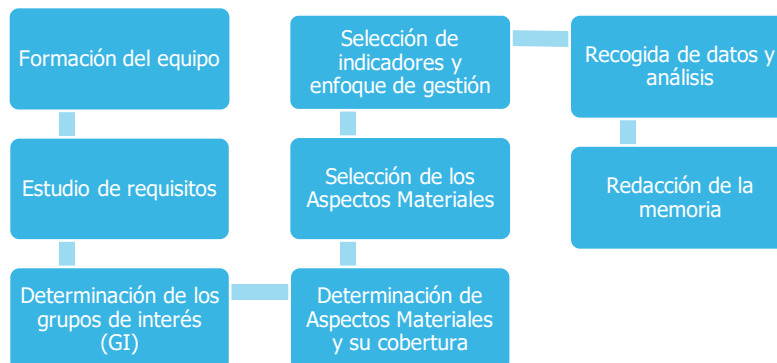 Formación del equipo
Estudio de requisitos
Determinación de los
grupos de interés
(GI)
Determinación de
Aspectos Materiales
y su cobertura
Selección de los
Aspectos Materiales
Selección de
indicadores y
enfoque de gestión
Recogida de datos y
análisis
Redacción de la
memoria